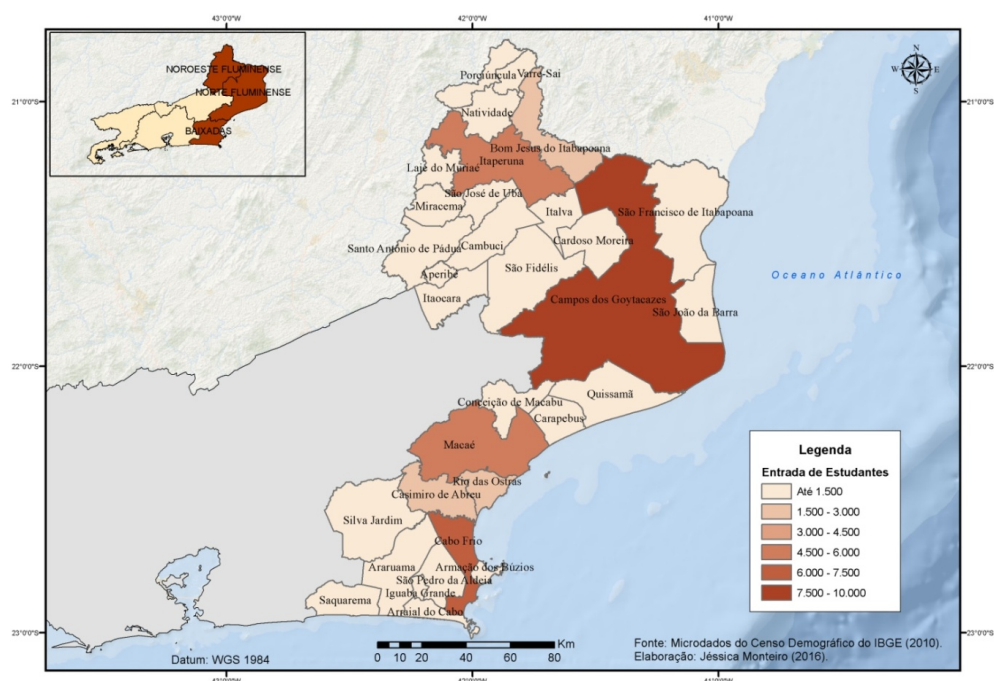 43°0'0"W
42°0'0"W
41°0'0"W
NOROESTE FLUMINENSE
NORTE FLUMINENSE
BAIXADAS
N
W
E
S
21°0'0"S
21°0'0"S
Porciúncula
Varre-Sai
Natividade
Bom Jesus do Itabapoana
Itaperuna
Laje do Muriaé
São José de Ubá
Miracema
Italva
São Francisco de Itabapoana
Cardoso Moreira
Santo Antônio de Pádua
Cambuci
São Fidélis
Aperibé
Itaocara
Campos dos Goytacazes
São João da Barra
Oceano Atlântico
22°0'0"S
22°0'0"S
Quissamã
Conceição de Macabu
Carapebus
Macaé
Rio das Ostras
Casimiro de Abreu
Silva Jardim
Cabo Frio
Araruama
Armação dos Búzios
São Pedro da Aldeia
Iguaba Grande
Saquarema
Arraial do Cabo
Legenda
Entrada de Estudantes
Até 1.500
1.500 - 3.000
3.000 - 4.500
4.500 - 6.000
6.000 - 7.500
7.500 - 10.000
23°0'0"S
23°0'0"S
Km
0 10 20 40 60 80
Datum: WGS 1984
Fonte: Microdados do Censo Demográfico do IBGE (2010).
Elaboração: Jéssica Monteiro (2016).